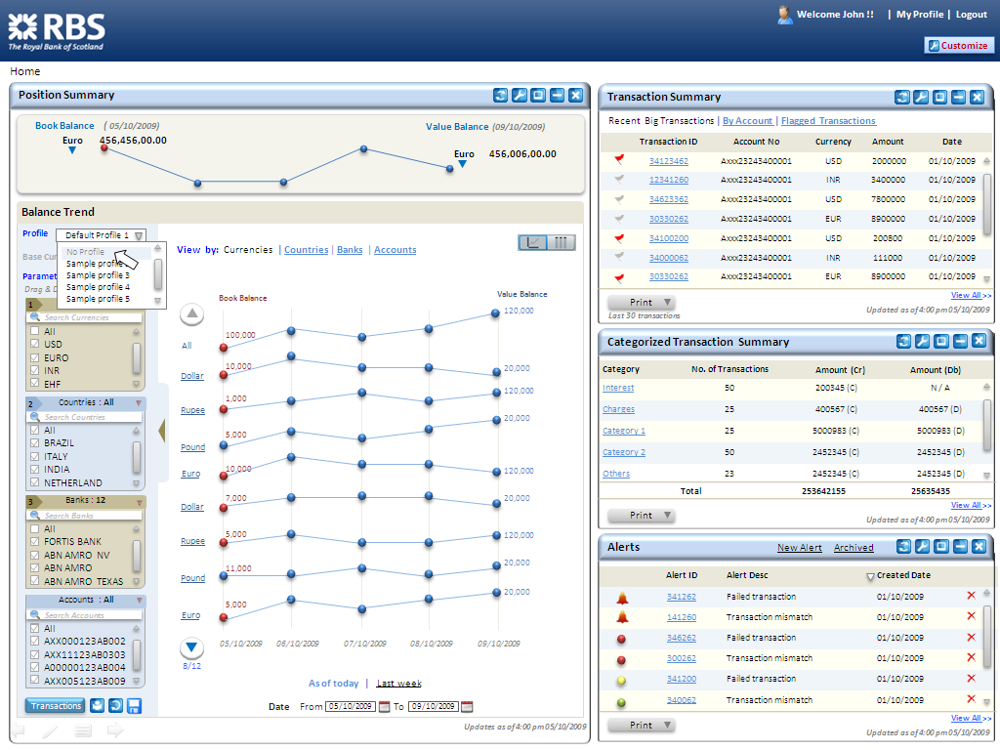 RBS
The Royal Bank of Scotland
Welcome John !! | My Profile | Logout
Customize
Home
Position Summary
Book Balance ( 05/10/2009)
Euro 456,456,00.00
Value Balance (09/10/2009)
Euro 456,006,00.00
Balance Trend
Profile Default Profile 1
No Profile
Sample profile
Sample profile 3
Sample profile 4
Sample profile 5
Base Cur
Paramet
Drag & D
1
Search Currencies
All
USD
EURO
INR
EHF
2 Countries : All
Search Countries
All
BRAZIL
ITALY
INDIA
NETHERLAND
3 Banks : 12
Search Banks
All
FORTIS BANK
ABN AMRO NV
ABN AMRO
ABN AMRO TEXAS
Accounts : All
Search Accounts
All
AXX000123AB002
AXX11123AB0303
A00000123AB004
AXX005123AB009
Transactions
View by: Currencies | Countries | Banks | Accounts
Book Balance Value Balance
All 100,000 120,000
Dollar 10,000 20,000
Rupee 1,000 120,000
Pound 5,000 20,000
Euro 10,000 120,000
Dollar 7,000 20,000
Rupee 5,000 120,000
Pound 11,000 20,000
Euro 5,000 20,000
05/10/2009 06/10/2009 07/10/2009 08/10/2009 09/10/2009
8/12
As of today | Last week
Date From 05/10/2009 To 09/10/2009
Updates as of 4:00 pm 05/10/2009
Transaction Summary
Recent Big Transactions | By Account | Flagged Transactions
Transaction ID Account No Currency Amount Date
34123462 Axxx23243400001 USD 2000000 01/10/2009
12341260 Axxx23243400001 INR 3400000 01/10/2009
34623362 Axxx23243400001 USD 7800000 01/10/2009
30330262 Axxx23243400001 EUR 8900000 01/10/2009
34100200 Axxx23243400001 USD 200800 01/10/2009
34000062 Axxx23243400001 INR 111000 01/10/2009
30330262 Axxx23243400001 EUR 8900000 01/10/2009
View All >>
Print
Last 30 transactions
Updated as of 4:00 pm 05/10/2009
Categorized Transaction Summary
Category No. of Transactions Amount (Cr) Amount (Db)
Interest 50 200345 (C) N / A
Charges 25 400567 (C) 400567 (D)
Category 1 25 5000983 (C) 5000983 (D)
Category 2 50 2452345 (C) 2452345 (D)
Others 23 2452345 (C) 2452345 (D)
Total 253642155 25635435
View All >>
Print
Updated as of 4:00 pm 05/10/2009
Alerts New Alert Archived
Alert ID Alert Desc Created Date
341262 Failed transaction 01/10/2009
141260 Transaction mismatch 01/10/2009
346262 Failed transaction 01/10/2009
300262 Transaction mismatch 01/10/2009
341200 Failed transaction 01/10/2009
340062 Transaction mismatch 01/10/2009
View All >>
Print
Updated as of 4:00 pm 05/10/2009